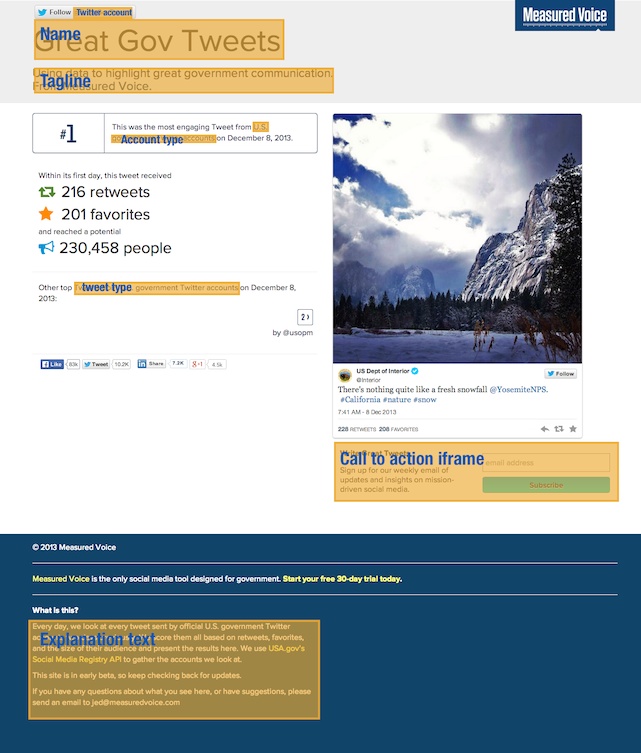 Follow Twitter account
Measured Voice
Name
Great Gov Tweets
Tagline
Using data to highlight great government communication.
From Measured Voice.
#1
This was the most engaging Tweet from U.S.
Account type
on December 8, 2013.
Within its first day, this tweet received
216 retweets
201 favorites
and reached a potential
230,458 people
Other top tweet type government Twitter accounts on December 8,
2013:
2 ›
by @usopm
Like 83k Tweet 10.2K Share 7.2K +1 4.5k
US Dept of Interior
@Interior
Follow
There's nothing quite like a fresh snowfall @YosemiteNPS.
#California #nature #snow
7:41 AM - 8 Dec 2013
228 RETWEETS 208 FAVORITES
Write Great Tweets
Call to action iframe
Sign up for our weekly email of
updates and insights on mission-
driven social media.
email address
Subscribe
© 2013 Measured Voice
Measured Voice is the only social media tool designed for government. Start your free 30-day trial today.
What is this?
Every day, we look at every tweet sent by official U.S. government Twitter
Explanation text
score them all based on retweets, favorites,
and the size of their audience and present the results here. We use USA.gov's
Social Media Registry API to gather the accounts we look at.
This site is in early beta, so keep checking back for updates.
If you have any questions about what you see here, or have suggestions, please
send an email to jed@measuredvoice.com